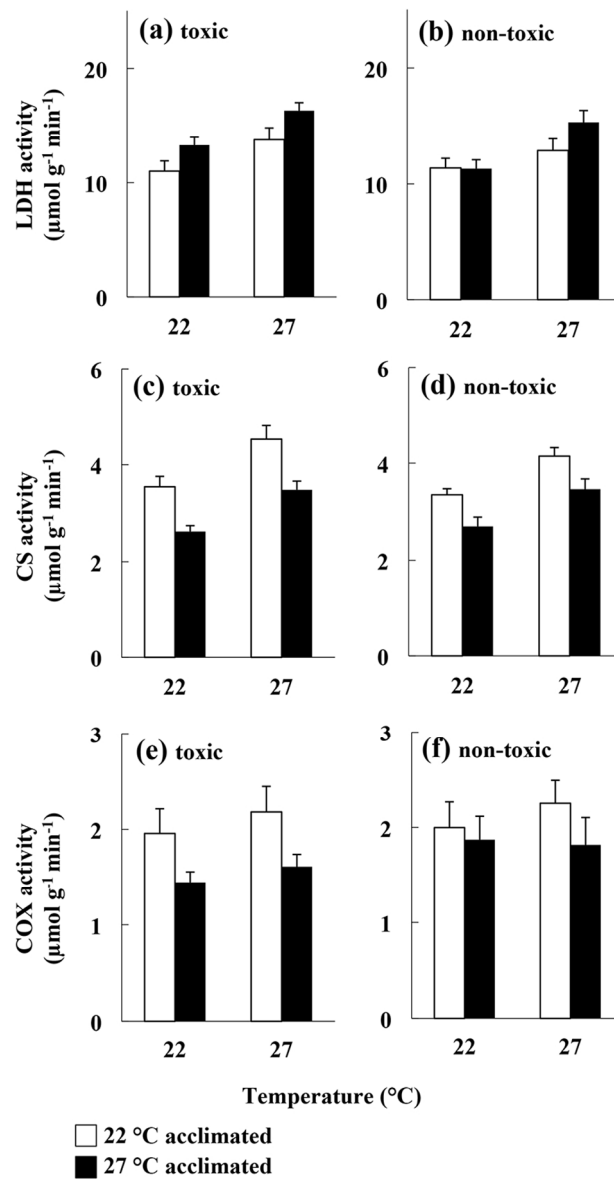 (a) toxic
(b) non-toxic
LDH activity
(µmol g-1 min-1)
20
10
0
20
10
0
22 27
22 27
(c) toxic
(d) non-toxic
CS activity
(µmol g-1 min-1)
6
4
2
0
6
4
2
0
22 27
22 27
(e) toxic
(f) non-toxic
COX activity
(µmol g-1 min-1)
3
2
1
0
3
2
1
0
22 27
22 27
Temperature (°C)
22 °C acclimated
27 °C acclimated